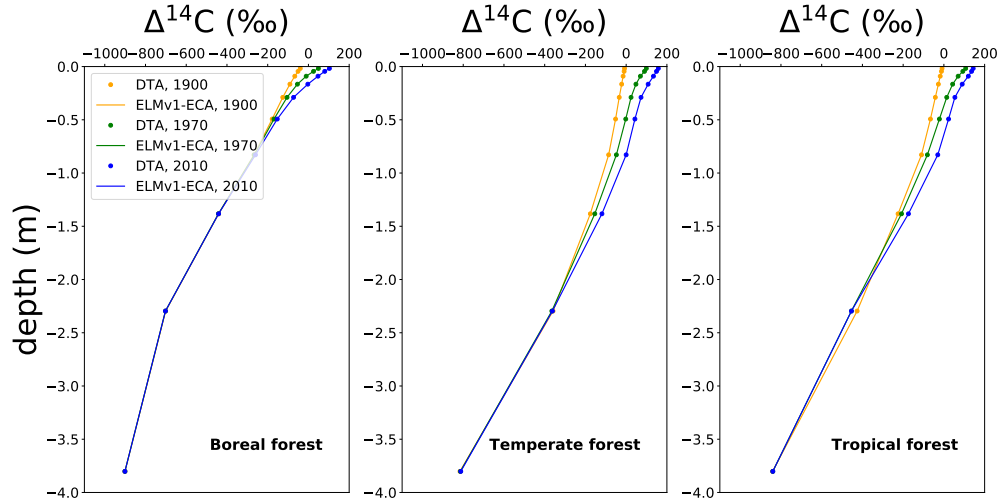 Δ¹⁴C (‰) Δ¹⁴C (‰) Δ¹⁴C (‰)
−1000 −800 −600 −400 −200 0 200 −1000 −800 −600 −400 −200 0 200 −1000 −800 −600 −400 −200 0 200
depth (m)
0.0 0.0 0.0
−0.5 −0.5 −0.5
−1.0 −1.0 −1.0
−1.5 −1.5 −1.5
−2.0 −2.0 −2.0
−2.5 −2.5 −2.5
−3.0 −3.0 −3.0
−3.5 −3.5 −3.5
−4.0 −4.0 −4.0
DTA, 1900
ELMv1-ECA, 1900
DTA, 1970
ELMv1-ECA, 1970
DTA, 2010
ELMv1-ECA, 2010
Boreal forest Temperate forest Tropical forest